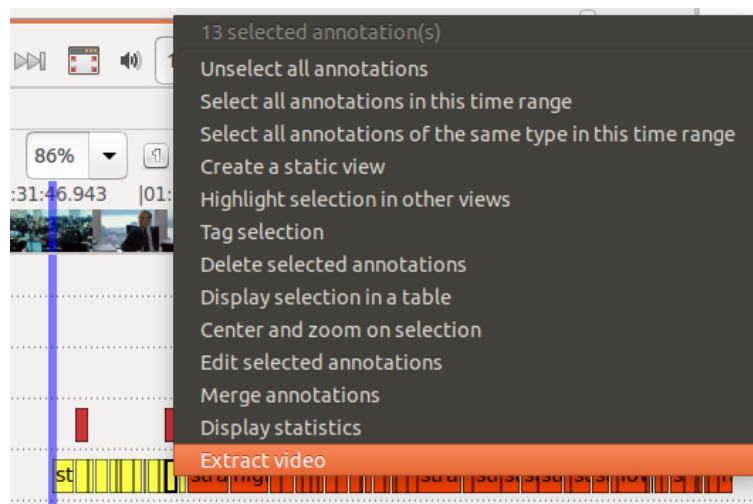 13 selected annotation(s)
Unselect all annotations
Select all annotations in this time range
Select all annotations of the same type in this time range
Create a static view
Highlight selection in other views
Tag selection
Delete selected annotations
Display selection in a table
Center and zoom on selection
Edit selected annotations
Merge annotations
Display statistics
Extract video
1
86%
:31:46.943 |01:
st